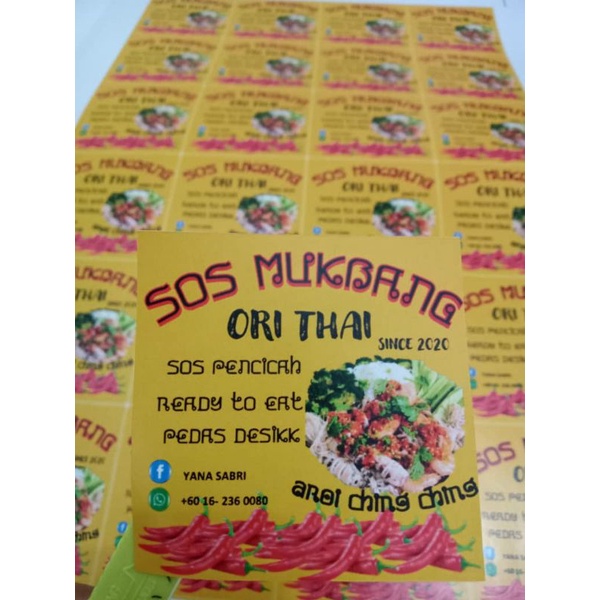 SOS MUKBANG
ORI THAI
SINCE 2020
SOS PENCICAH
READY to EAT
PEDAS DESIKK
YANA SABRI
+60 16- 236 0080
AROI CHING CHING